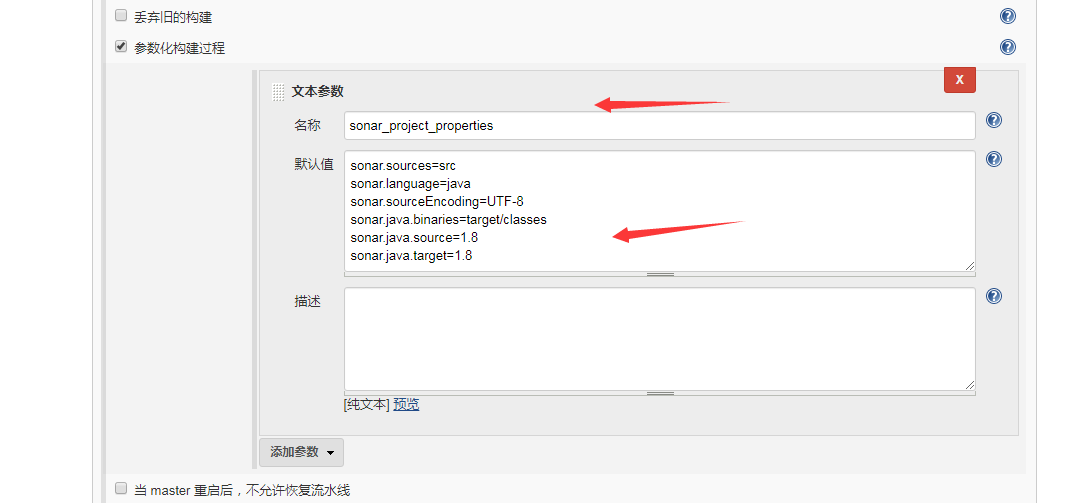 丢弃旧的构建
参数化构建过程
X
文本参数
名称
sonar_project_properties
默认值
sonar.sources=src
sonar.language=java
sonar.sourceEncoding=UTF-8
sonar.java.binaries=target/classes
sonar.java.source=1.8
sonar.java.target=1.8
描述
[纯文本] 预览
添加参数
当 master 重启后，不允许恢复流水线